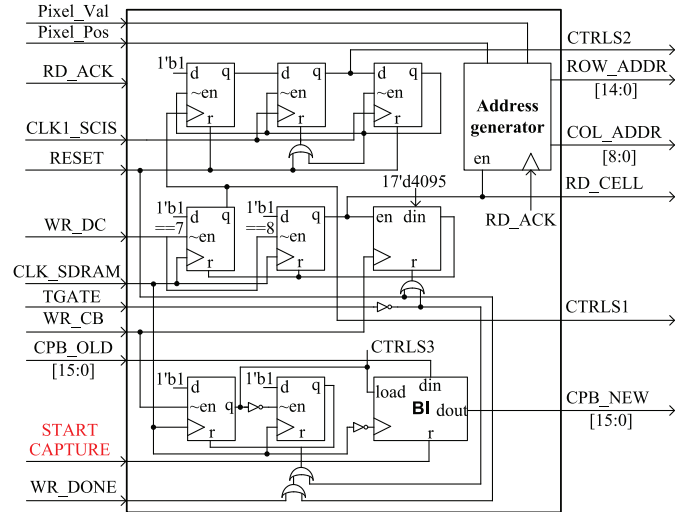 Pixel_Val
Pixel_Pos
CTRLS2
1'b1
d q d q d q
RD_ACK
ROW_ADDR
[14:0]
~en ~en ~en
Address
generator
CLK1_SCIS
r r r
COL_ADDR
[8:0]
RESET
en
17'd4095
RD_CELL
1'b1 1'b1
d q d q en din
RD_ACK
WR_DC
==7 ==8
~en ~en
CLK_SDRAM
r r r
TGATE
CTRLS1
WR_CB
CPB_OLD
CTRLS3
[15:0]
1'b1 1'b1
d q d q din
load
CPB_NEW
~en ~en BI dout
[15:0]
START
CAPTURE
r r r
WR_DONE